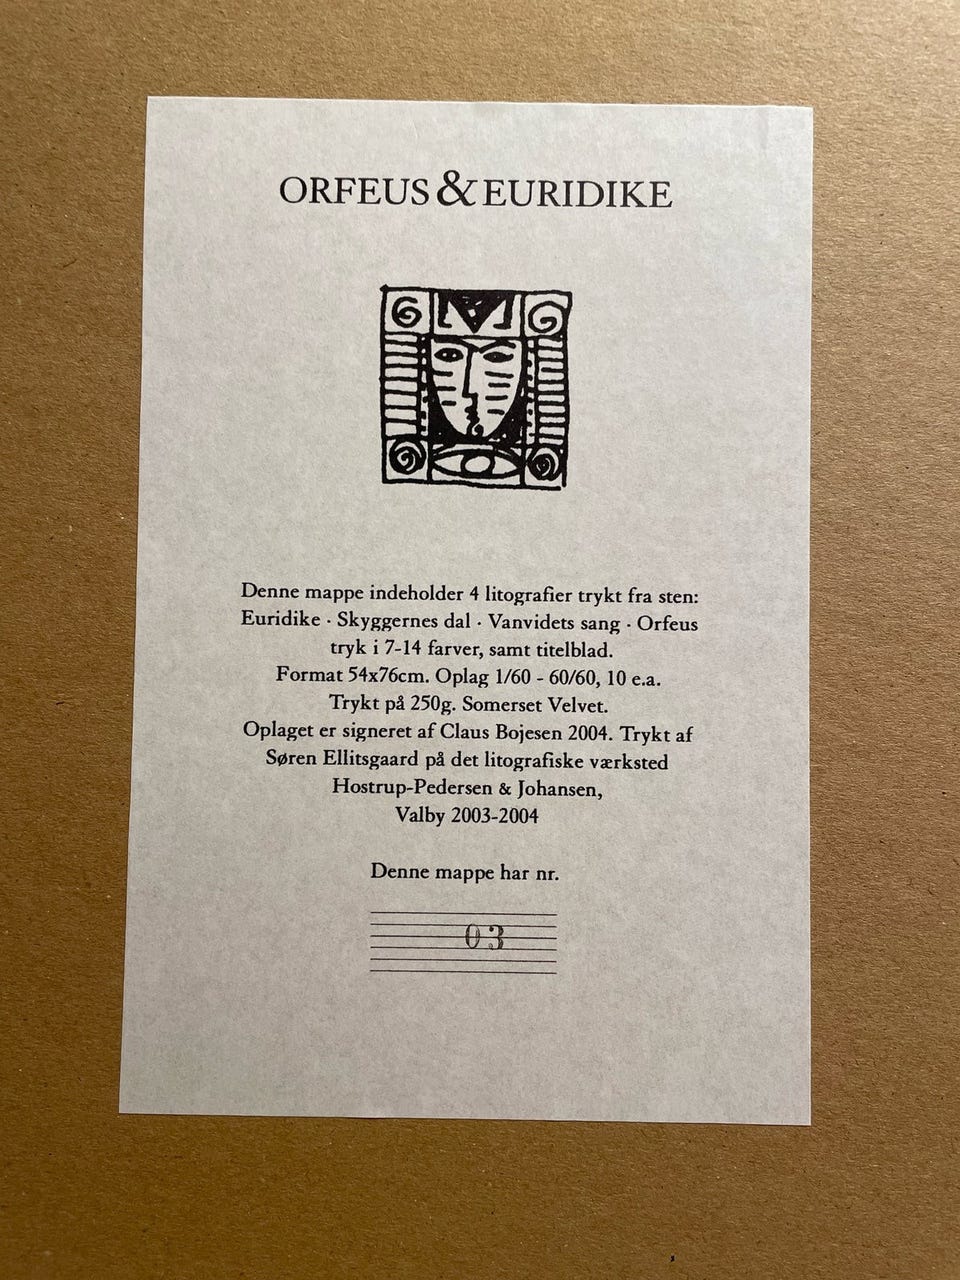 ORFEUS & EURIDIKE
Denne mappe indeholder 4 litografier trykt fra sten:
Euridike · Skyggernes dal · Vanvidets sang · Orfeus
tryk i 7-14 farver, samt titelblad.
Format 54x76cm. Oplag 1/60 - 60/60, 10 e.a.
Trykt på 250g. Somerset Velvet.
Oplaget er signeret af Claus Bojesen 2004. Trykt af
Søren Ellitsgaard på det litografiske værksted
Hostrup-Pedersen & Johansen,
Valby 2003-2004
Denne mappe har nr.
03